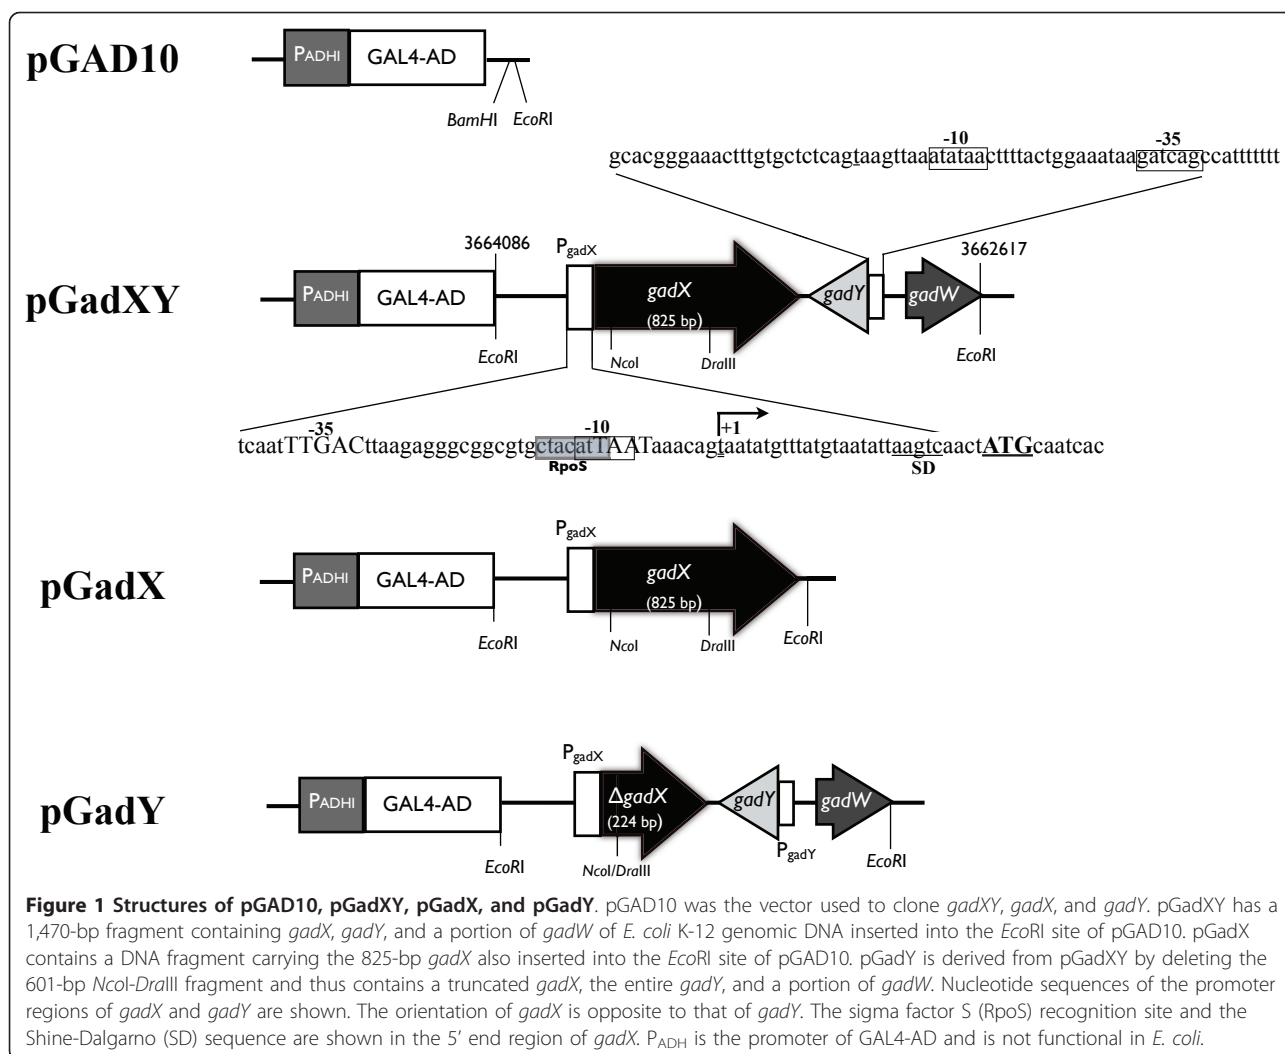 pGAD10
PADHI GAL4-AD
BamHI EcoRI
-10 -35
gcacgggaaactttgtgctctcagtaagttaaatataacttttactggaaataagatcagccattttttt
pGadXY
3664086 PgadX 3662617
PADHI GAL4-AD gadX gadY gadW
(825 bp)
EcoRI NcoI DraIII EcoRI
-35 -10 +1
tcaatTTGACttaagagggcggcgtgctacatTAATaaacagtaatatgtttatgtaatattaagtcaactATGcaatcac
RpoS SD
pGadX
PgadX
PADHI GAL4-AD gadX
(825 bp)
EcoRI NcoI DraIII EcoRI
pGadY
PgadX
PADHI GAL4-AD ΔgadX gadY gadW
(224 bp)
PgadY
EcoRI NcoI/DraIII EcoRI
Figure 1 Structures of pGAD10, pGadXY, pGadX, and pGadY. pGAD10 was the vector used to clone gadXY, gadX, and gadY. pGadXY has a
1,470-bp fragment containing gadX, gadY, and a portion of gadW of E. coli K-12 genomic DNA inserted into the EcoRI site of pGAD10. pGadX
contains a DNA fragment carrying the 825-bp gadX also inserted into the EcoRI site of pGAD10. pGadY is derived from pGadXY by deleting the
601-bp NcoI-DraIII fragment and thus contains a truncated gadX, the entire gadY, and a portion of gadW. Nucleotide sequences of the promoter
regions of gadX and gadY are shown. The orientation of gadX is opposite to that of gadY. The sigma factor S (RpoS) recognition site and the
Shine-Dalgarno (SD) sequence are shown in the 5' end region of gadX. PADH is the promoter of GAL4-AD and is not functional in E. coli.